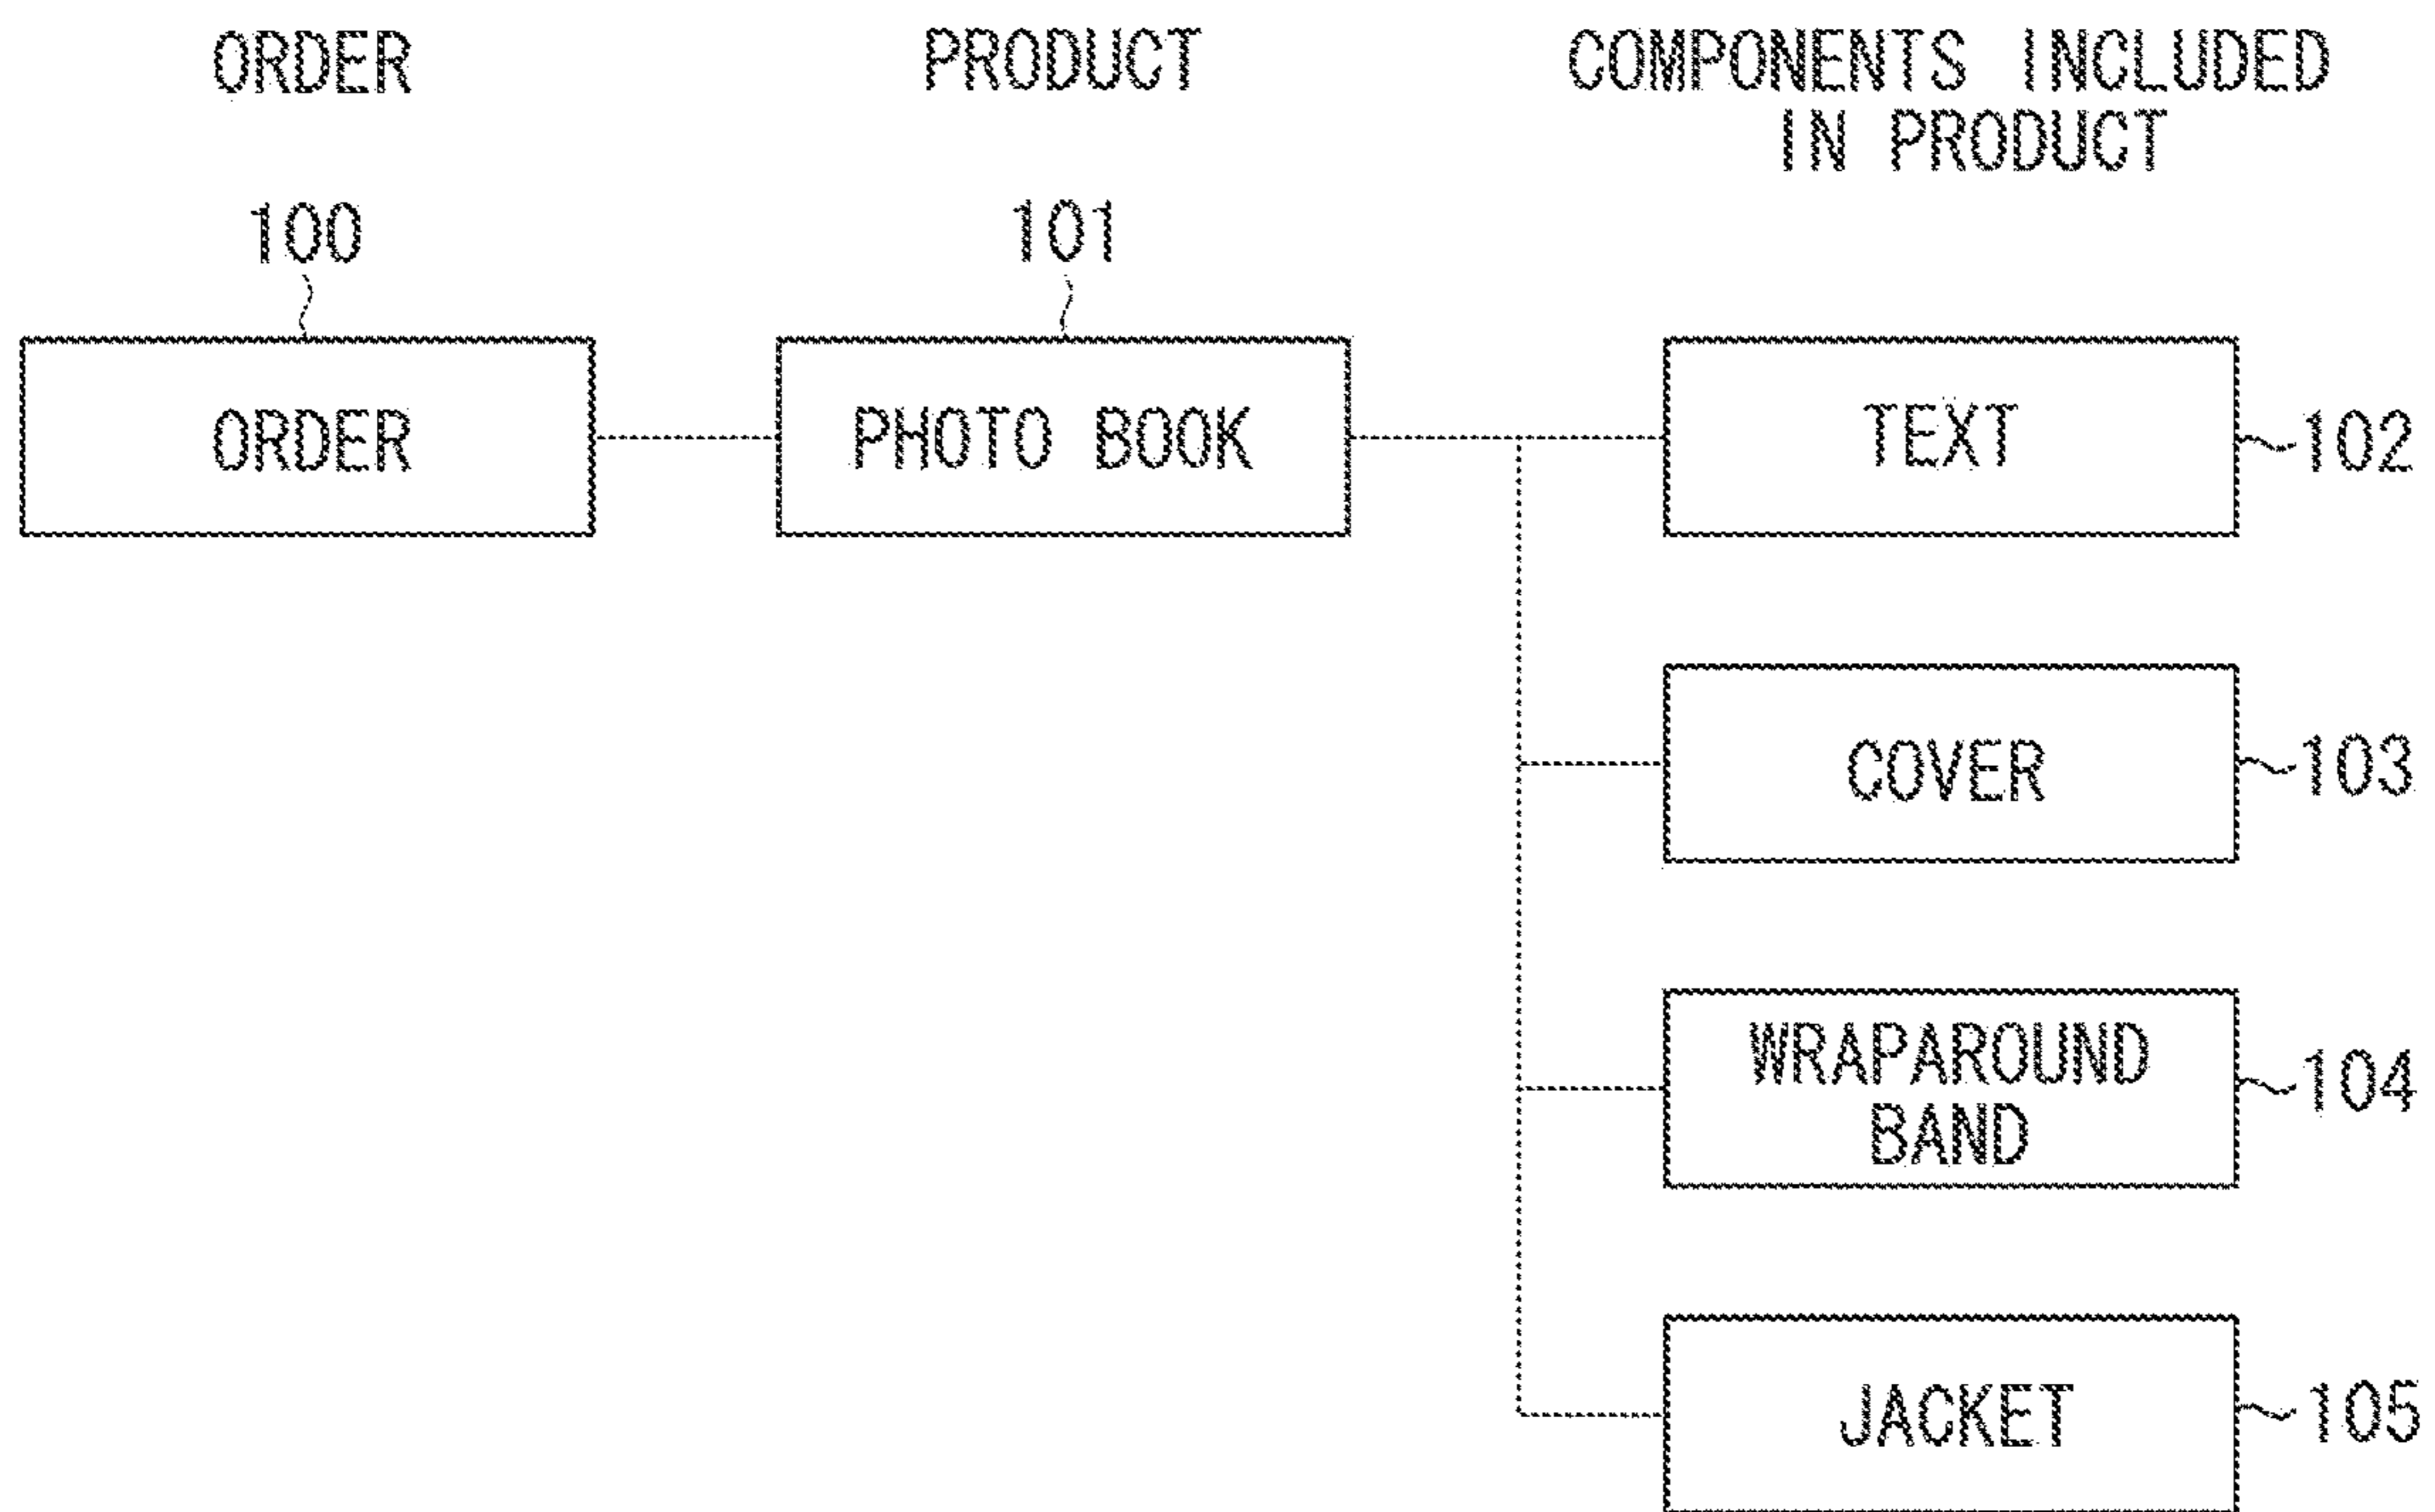 ORDER
PRODUCT
COMPONENTS INCLUDED
IN PRODUCT
100
101
ORDER
PHOTO BOOK
TEXT
102
COVER
103
WRAPAROUND
BAND
104
JACKET
105